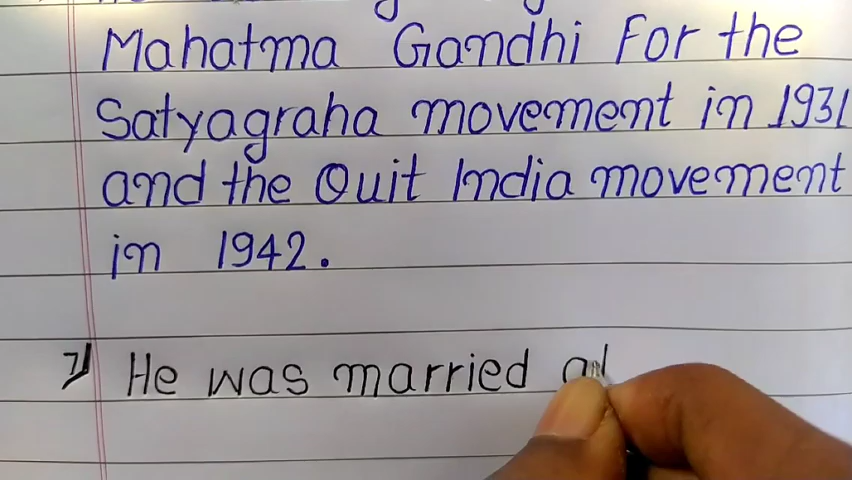 Mahatma Gandhi For the
Satyagraha movement in 1931
and the Quit India movement
in 1942.
7) He was married